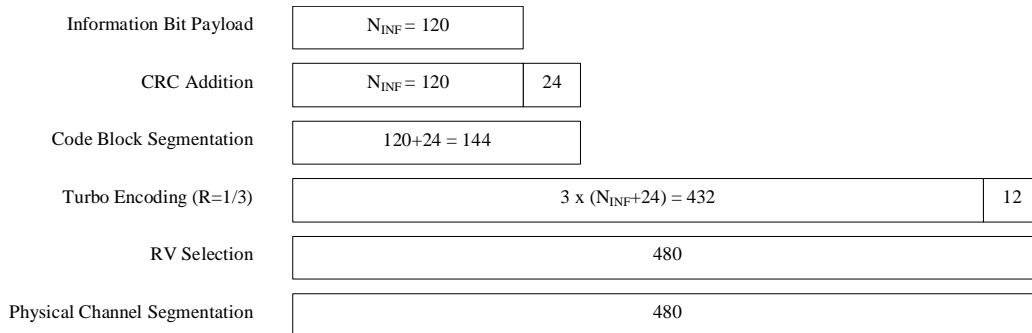 Information Bit Payload N_INF = 120
CRC Addition N_INF = 120 24
Code Block Segmentation 120+24 = 144
Turbo Encoding (R=1/3) 3 x (N_INF+24) = 432 12
RV Selection 480
Physical Channel Segmentation 480